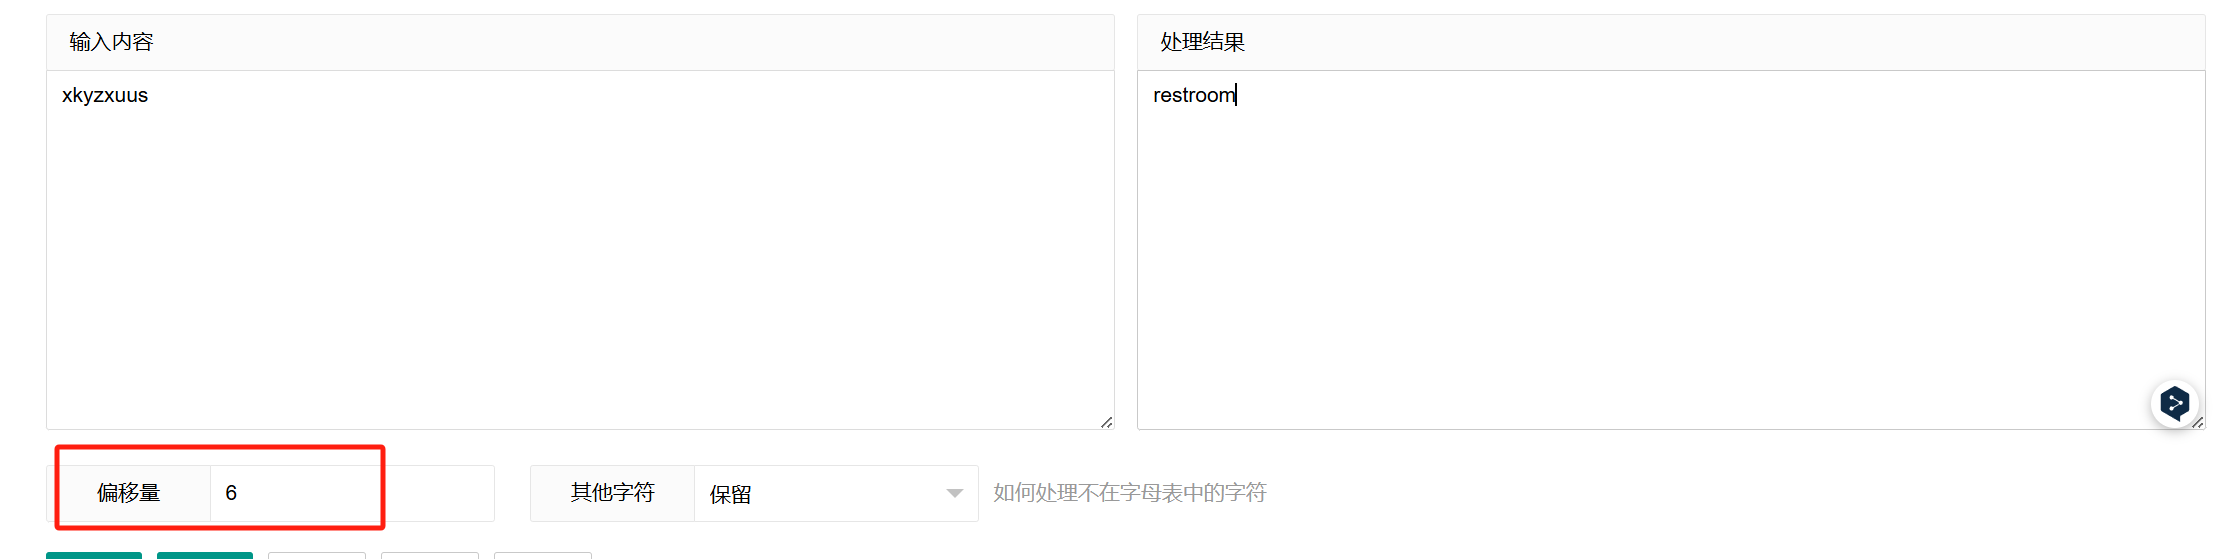 输入内容
处理结果
xkyzxuus
restroom
偏移量 6 其他字符 保留 如何处理不在字母表中的字符